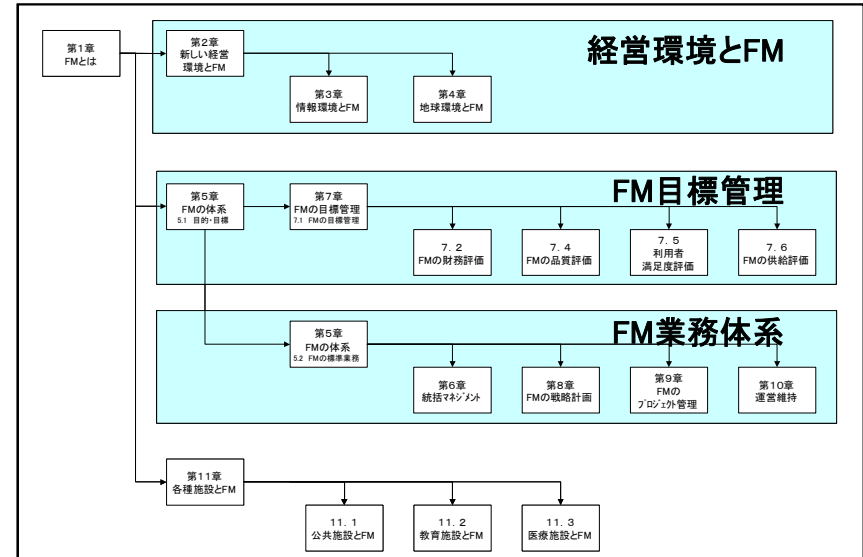 第1章
FMとは
第2章
新しい経営
環境とFM
経営環境とFM
第3章
情報環境とFM
第4章
地球環境とFM
第5章
FMの体系
5.1 目的・目標
第7章
FMの目標管理
7.1 FMの目標管理
FM目標管理
7.2
FMの財務評価
7.4
FMの品質評価
7.5
利用者
満足度評価
7.6
FMの供給評価
第5章
FMの体系
5.2 FMの標準業務
FM業務体系
第6章
統括マネジメント
第8章
FMの戦略計画
第9章
FMの
プロジェクト管理
第10章
運営維持
第11章
各種施設とFM
11.1
公共施設とFM
11.2
教育施設とFM
11.3
医療施設とFM